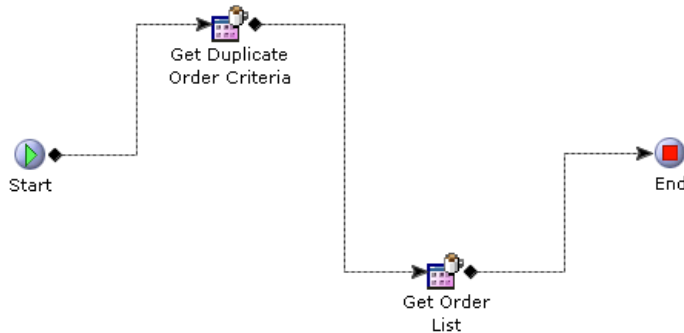 Get Duplicate
Order Criteria
Start
End
Get Order
List